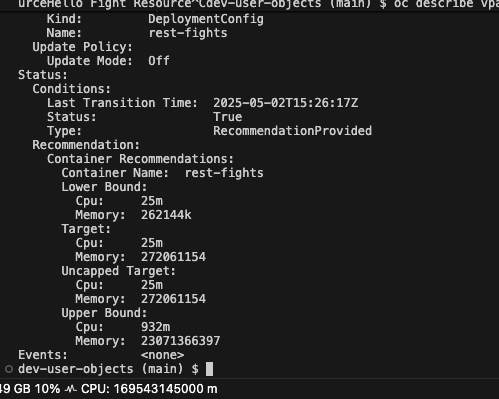 urceHello Fight Resource^Cdev-user-objects (main) $ oc describe vpa
Kind: DeploymentConfig
Name: rest-fights
Update Policy:
Update Mode: Off
Status:
Conditions:
Last Transition Time: 2025-05-02T15:26:17Z
Status: True
Type: RecommendationProvided
Recommendation:
Container Recommendations:
Container Name: rest-fights
Lower Bound:
Cpu: 25m
Memory: 262144k
Target:
Cpu: 25m
Memory: 272061154
Uncapped Target:
Cpu: 25m
Memory: 272061154
Upper Bound:
Cpu: 932m
Memory: 23071366397
Events: <none>
dev-user-objects (main) $
49 GB 10% CPU: 169543145000 m